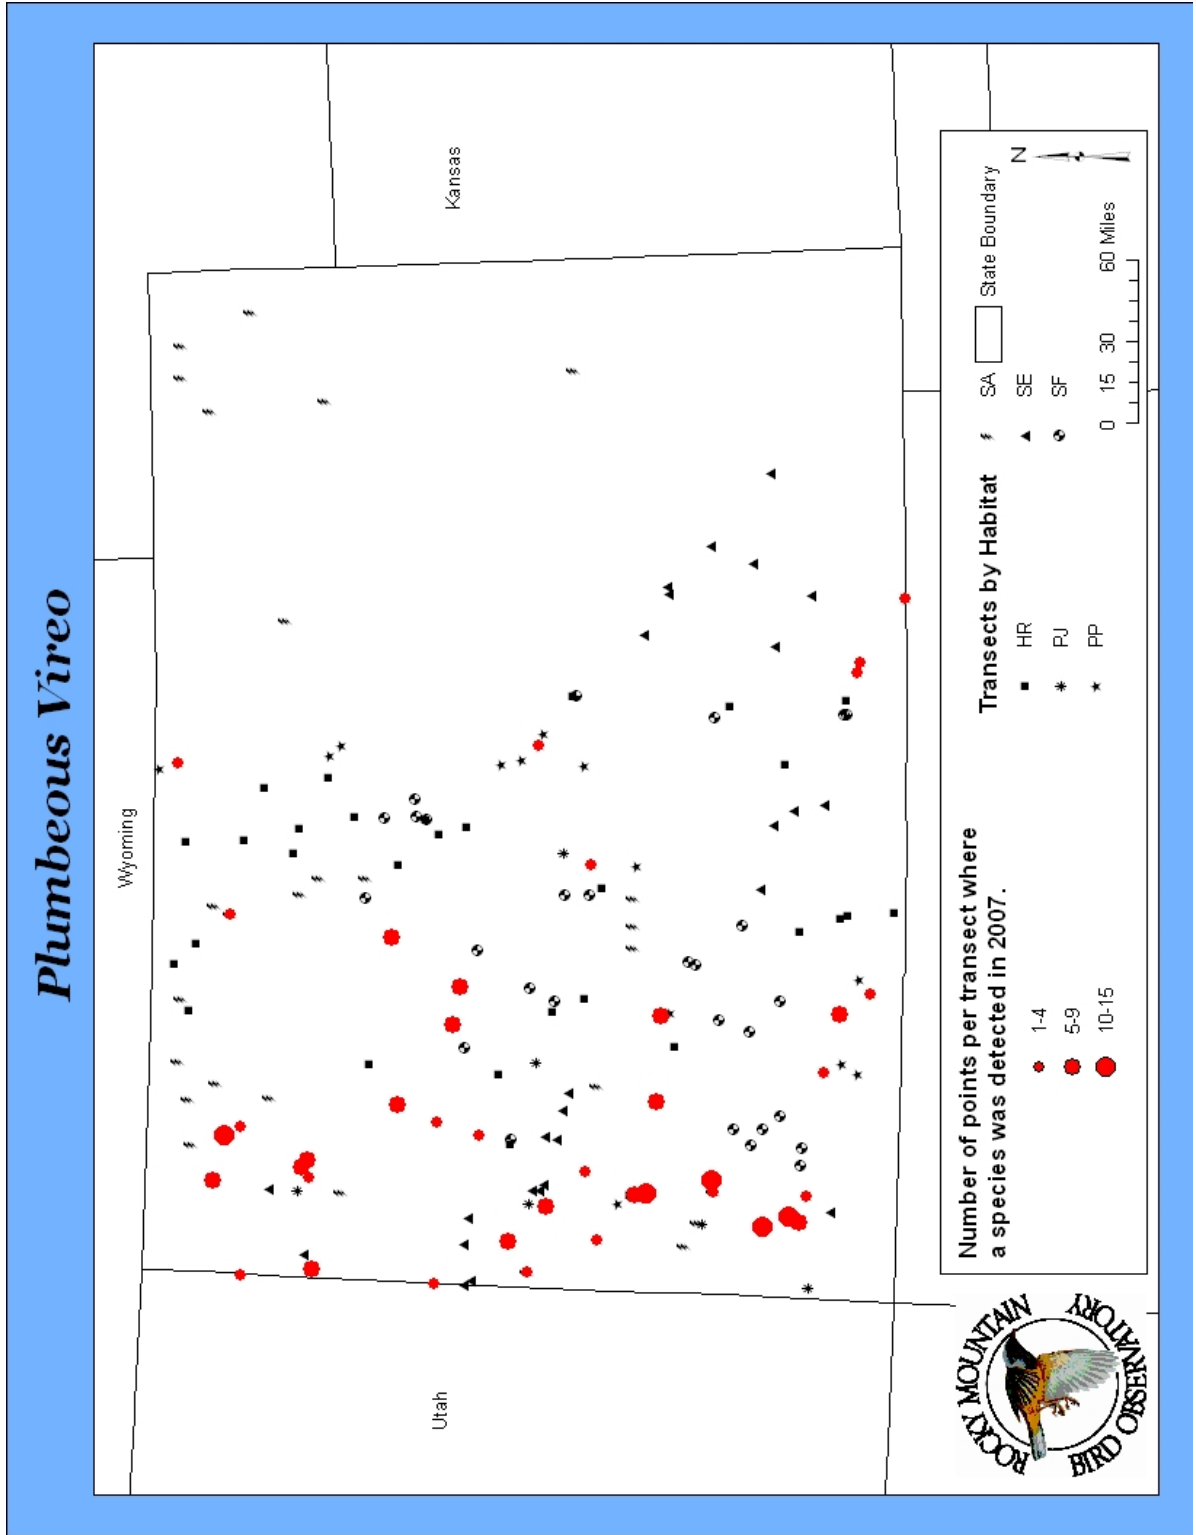 Plumbeous Vireo
Wyoming
Kansas
Utah
Number of points per transect where
a species was detected in 2007.
1-4
5-9
10-15
Transects by Habitat
HR
PJ
PP
SA
SE
SF
State Boundary
N
0 15 30 60 Miles
ROCKY MOUNTAIN
BIRD OBSERVATORY